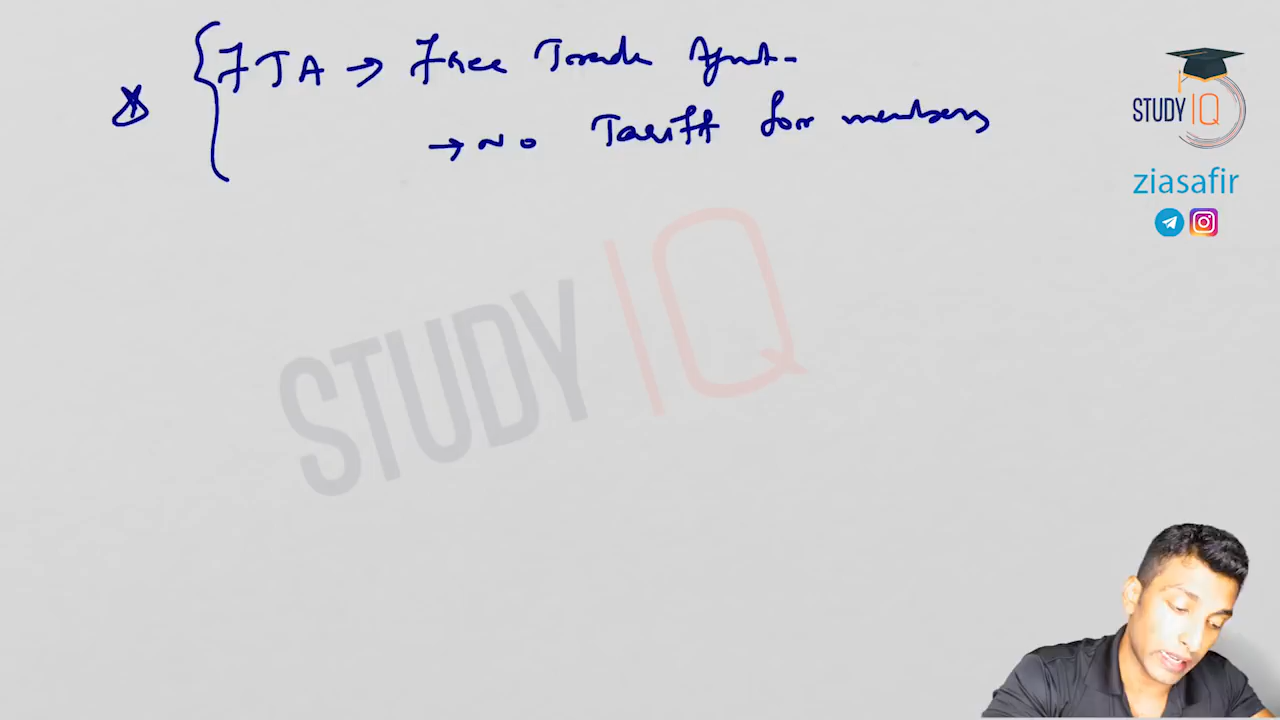 FTA → Free Trade Agmt.
→ No Tariff for members
STUDY IQ
ziasafir
STUDY IQ